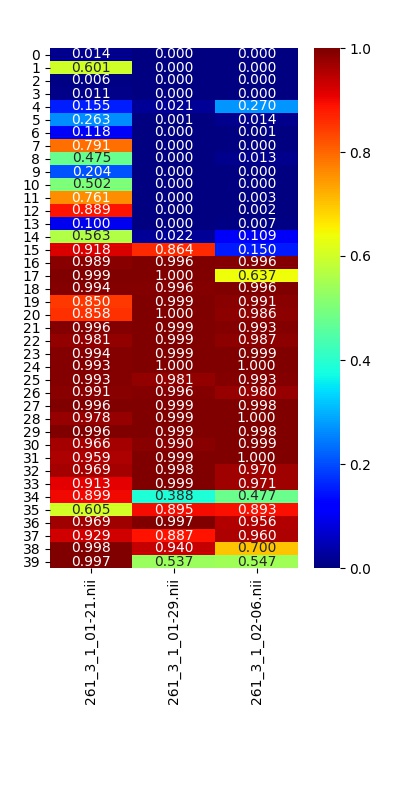 0 0.014 0.000 0.000 1.0
1 0.601 0.000 0.000
2 0.006 0.000 0.000
3 0.011 0.000 0.000
4 0.155 0.021 0.270
5 0.263 0.001 0.014
6 0.118 0.000 0.001
7 0.791 0.000 0.000
8 0.475 0.000 0.013 0.8
9 0.204 0.000 0.000
10 0.502 0.000 0.000
11 0.761 0.000 0.003
12 0.889 0.000 0.002
13 0.100 0.000 0.007
14 0.563 0.022 0.109
15 0.918 0.864 0.150
16 0.989 0.996 0.996 0.6
17 0.999 1.000 0.637
18 0.994 0.996 0.996
19 0.850 0.999 0.991
20 0.858 1.000 0.986
21 0.996 0.999 0.993
22 0.981 0.999 0.987
23 0.994 0.999 0.999
24 0.993 1.000 1.000 0.4
25 0.993 0.981 0.993
26 0.991 0.996 0.980
27 0.996 0.999 0.998
28 0.978 0.999 1.000
29 0.996 0.999 0.998
30 0.966 0.990 0.999
31 0.959 0.999 1.000
32 0.969 0.998 0.970 0.2
33 0.913 0.999 0.971
34 0.899 0.388 0.477
35 0.605 0.895 0.893
36 0.969 0.997 0.956
37 0.929 0.887 0.960
38 0.998 0.940 0.700
39 0.997 0.537 0.547 0.0
261_3_1_01-21.nii
261_3_1_01-29.nii
261_3_1_02-06.nii